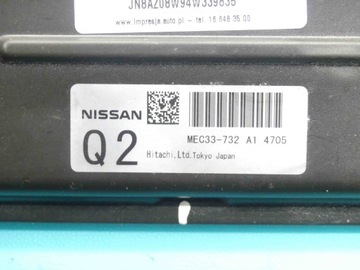 JN8AZ08W94W339835
www.impresja.auto.pl - tel. 16 648 35 00
NISSAN
MEC33-732 A1 4705
Q2
Hitachi,Ltd.Tokyo Japan